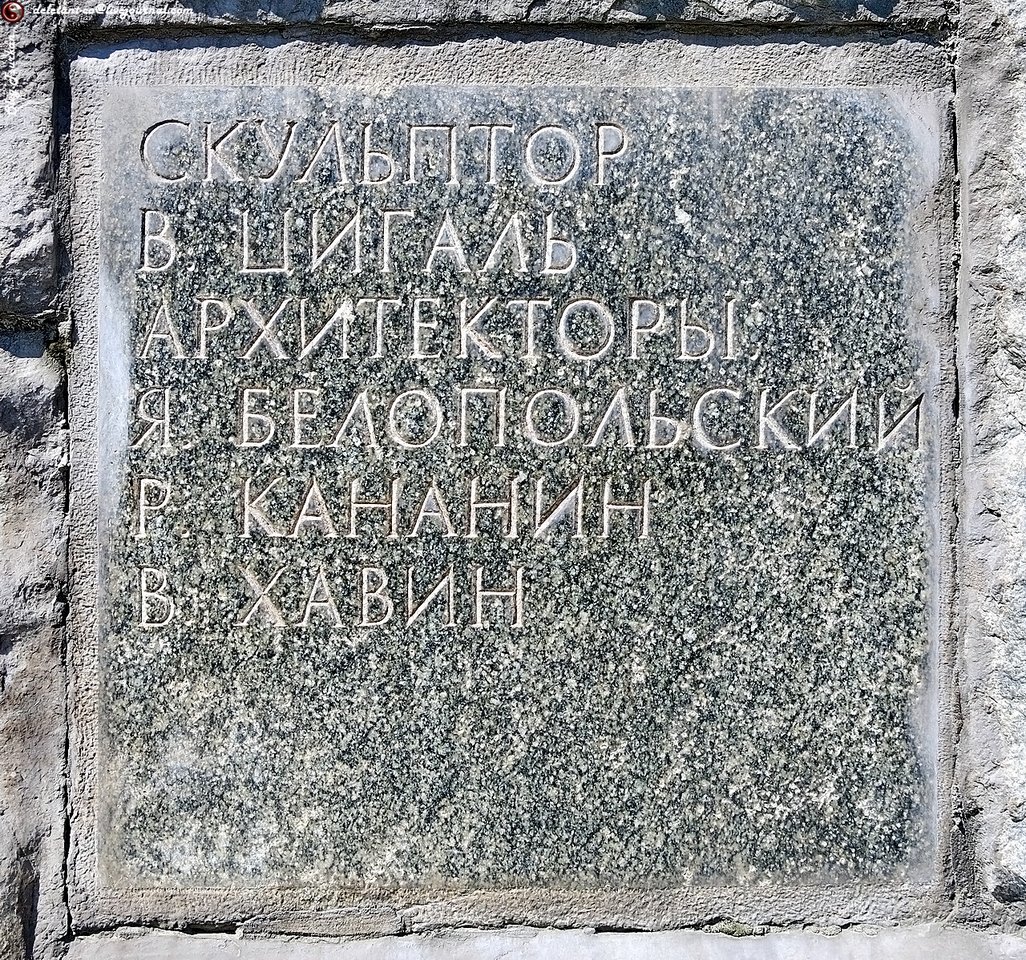 СКУЛЬПТОР
В. ЦИГАЛЬ
АРХИТЕКТОРЫ.
Я. БЕЛОПОЛЬСКИЙ
Р. КАНАНИН
В. ХАВИН